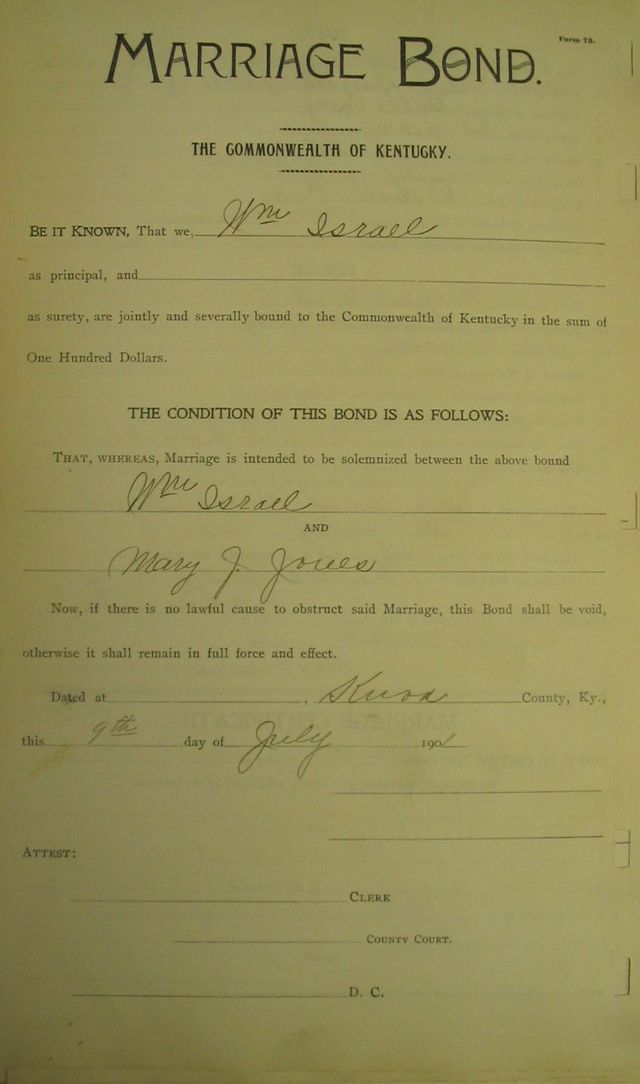 Form 78.
MARRIAGE BOND.
THE COMMONWEALTH OF KENTUCKY.
BE IT KNOWN, That we, Wm Israel
as principal, and
as surety, are jointly and severally bound to the Commonwealth of Kentucky in the sum of
One Hundred Dollars.
THE CONDITION OF THIS BOND IS AS FOLLOWS:
THAT, WHEREAS, Marriage is intended to be solemnized between the above bound
Wm Israel
AND
Mary J. Jones
Now, if there is no lawful cause to obstruct said Marriage, this Bond shall be void,
otherwise it shall remain in full force and effect.
Dated at , Knox County, Ky.,
this 9th day of July 1901
ATTEST:
CLERK
COUNTY COURT.
D. C.